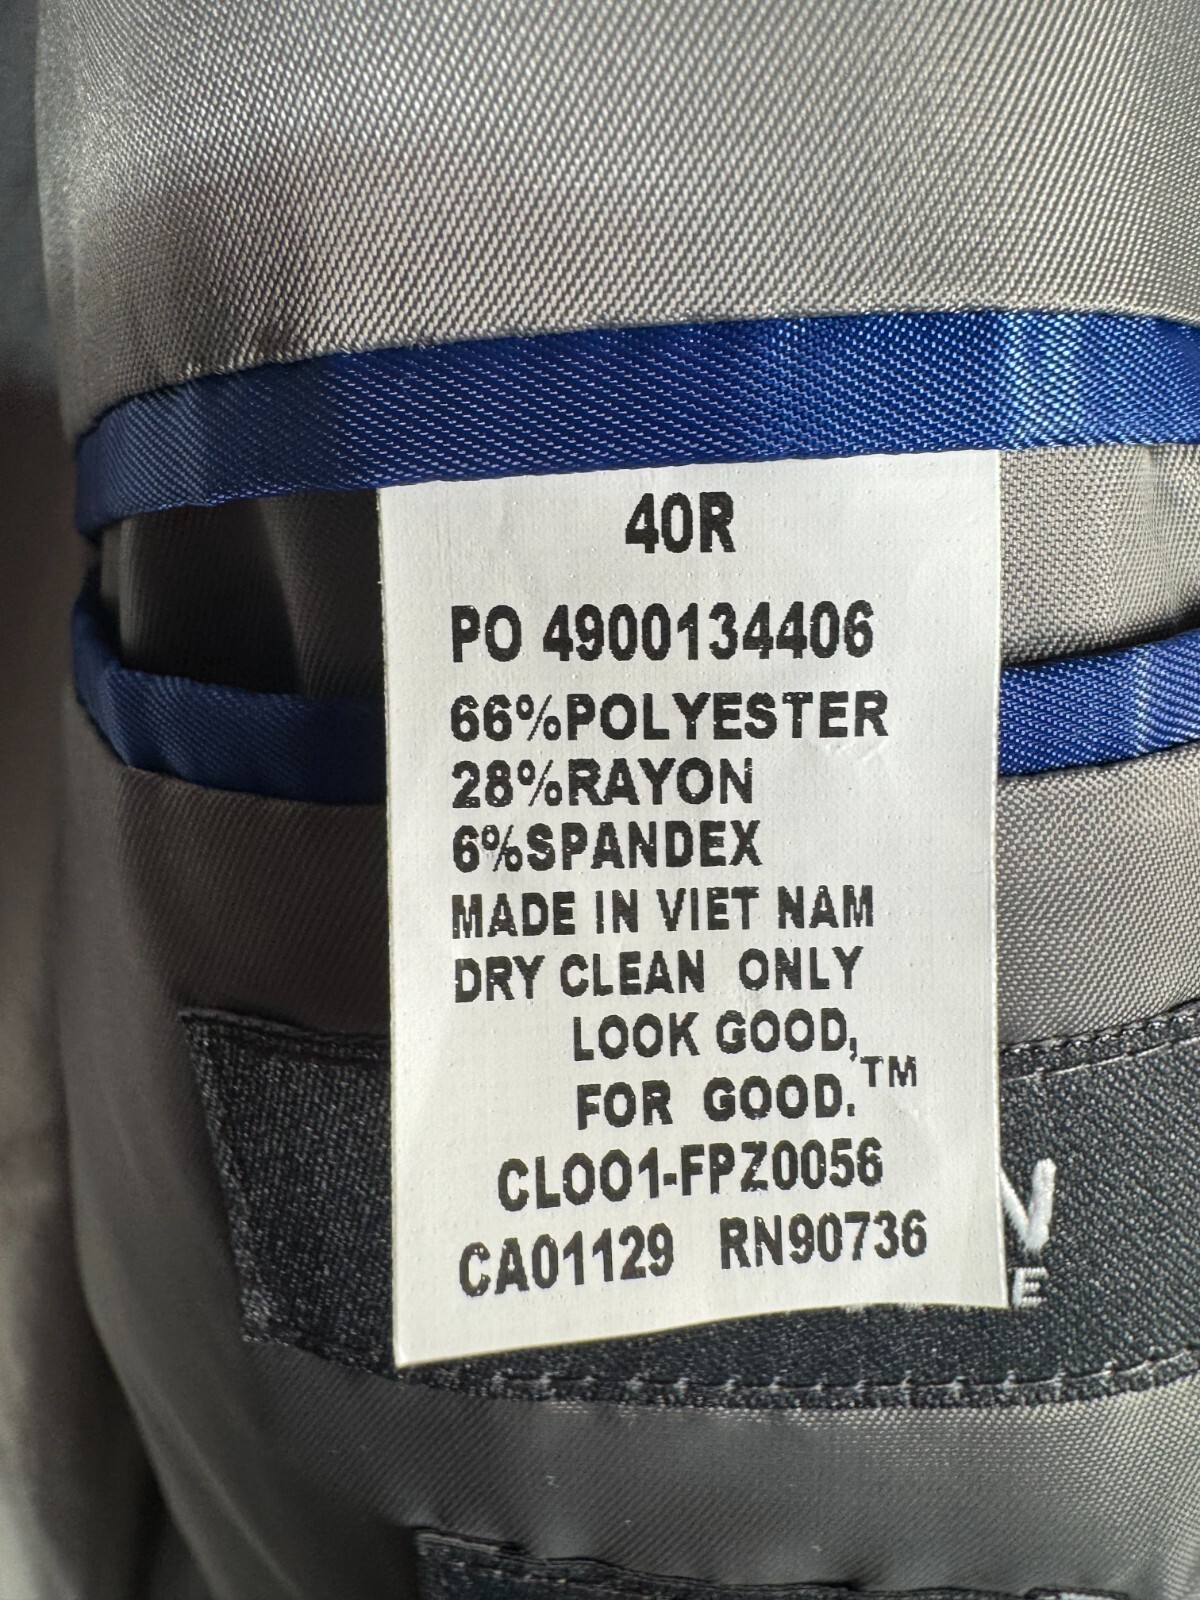 40R
PO 4900134406
66%POLYESTER
28%RAYON
6%SPANDEX
MADE IN VIET NAM
DRY CLEAN ONLY
LOOK GOOD,
FOR GOOD.™
CL001-FPZ0056
CA01129 RN90736